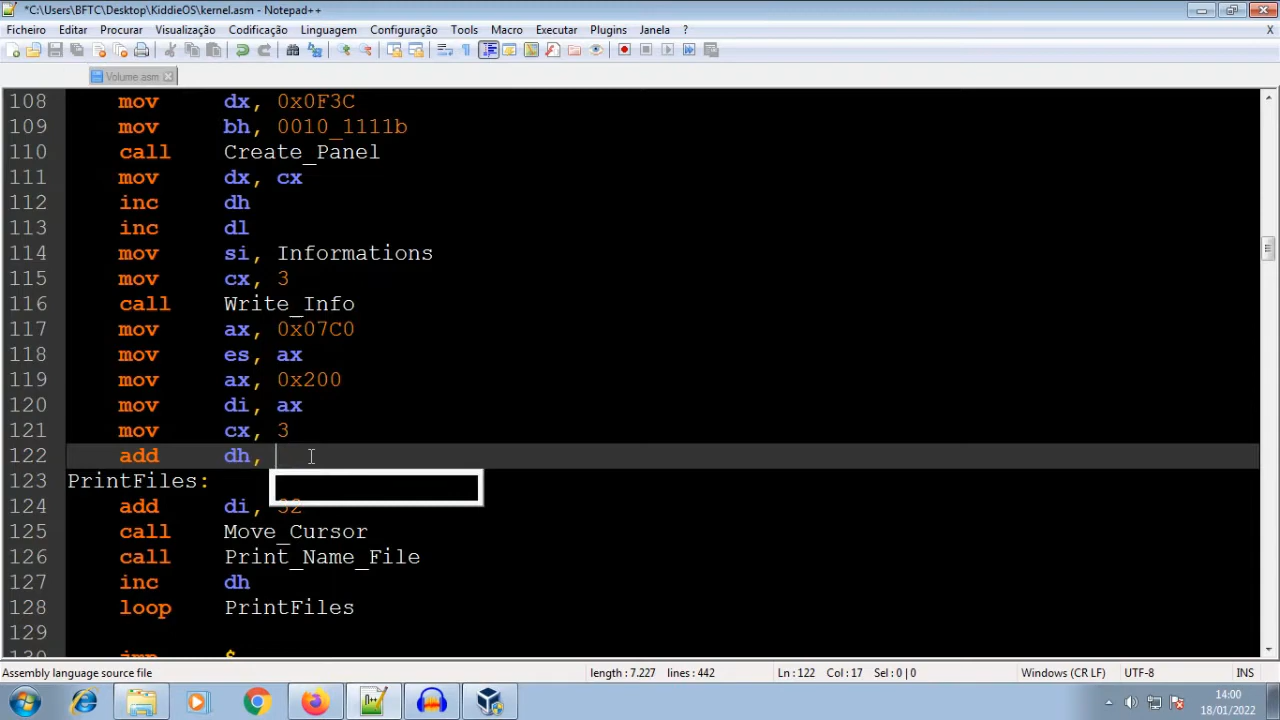 *C:\Users\BFTC\Desktop\KiddieOS\kernel.asm - Notepad++
Ficheiro Editar Procurar Visualização Codificação Linguagem Configuração Tools Macro Executar Plugins Janela ? X
Volume.asm
108 mov dx, 0x0F3C
109 mov bh, 0010_1111b
110 call Create_Panel
111 mov dx, cx
112 inc dh
113 inc dl
114 mov si, Informations
115 mov cx, 3
116 call Write_Info
117 mov ax, 0x07C0
118 mov es, ax
119 mov ax, 0x200
120 mov di, ax
121 mov cx, 3
122 add dh,
123 PrintFiles:
124 add di, 32
125 call Move_Cursor
126 call Print_Name_File
127 inc dh
128 loop PrintFiles
129
130 jmp $
Assembly language source file length : 7.227 lines : 442 Ln : 122 Col : 17 Sel : 0 | 0 Windows (CR LF) UTF-8 INS
14:00
18/01/2022